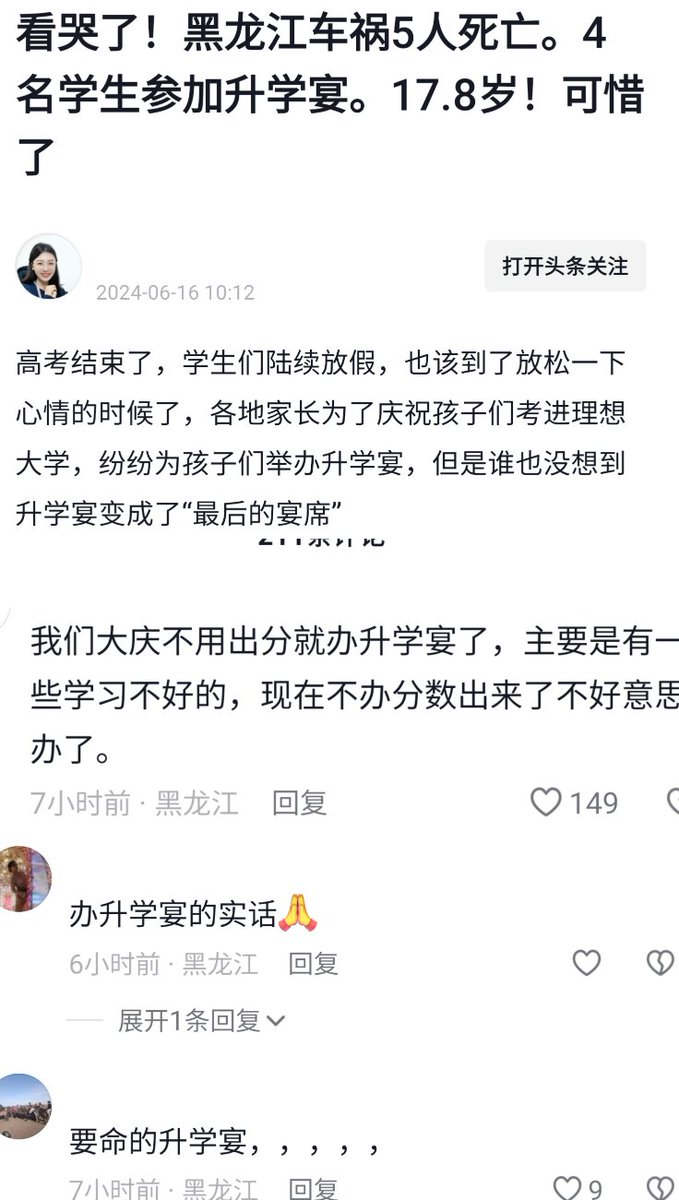 看哭了！黑龙江车祸5人死亡。4
名学生参加升学宴。17.8岁！可惜
了
2024-06-16 10:12
打开头条关注
高考结束了，学生们陆续放假，也该到了放松一下
心情的时候了，各地家长为了庆祝孩子们考进理想
大学，纷纷为孩子们举办升学宴，但是谁也没想到
升学宴变成了“最后的宴席”
我们大庆不用出分就办升学宴了，主要是有一
些学习不好的，现在不办分数出来了不好意思
办了。
7小时前 · 黑龙江 回复 149
办升学宴的实话🙏
6小时前 · 黑龙江 回复
展开1条回复
要命的升学宴，，，，，
7小时前 · 黑龙江 回复 9